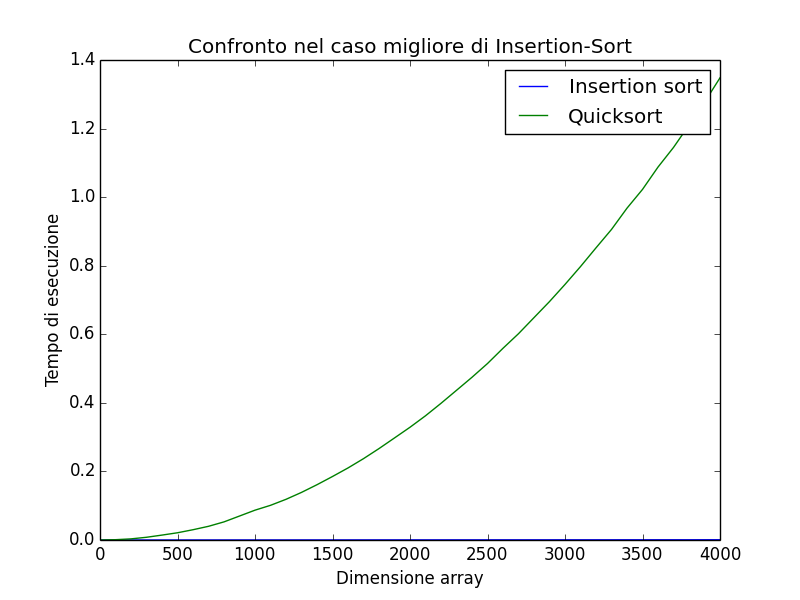 Confronto nel caso migliore di Insertion-Sort
Insertion sort
Quicksort
1.4
1.2
1.0
0.8
0.6
0.4
0.2
0.0
Tempo di esecuzione
0 500 1000 1500 2000 2500 3000 3500 4000
Dimensione array